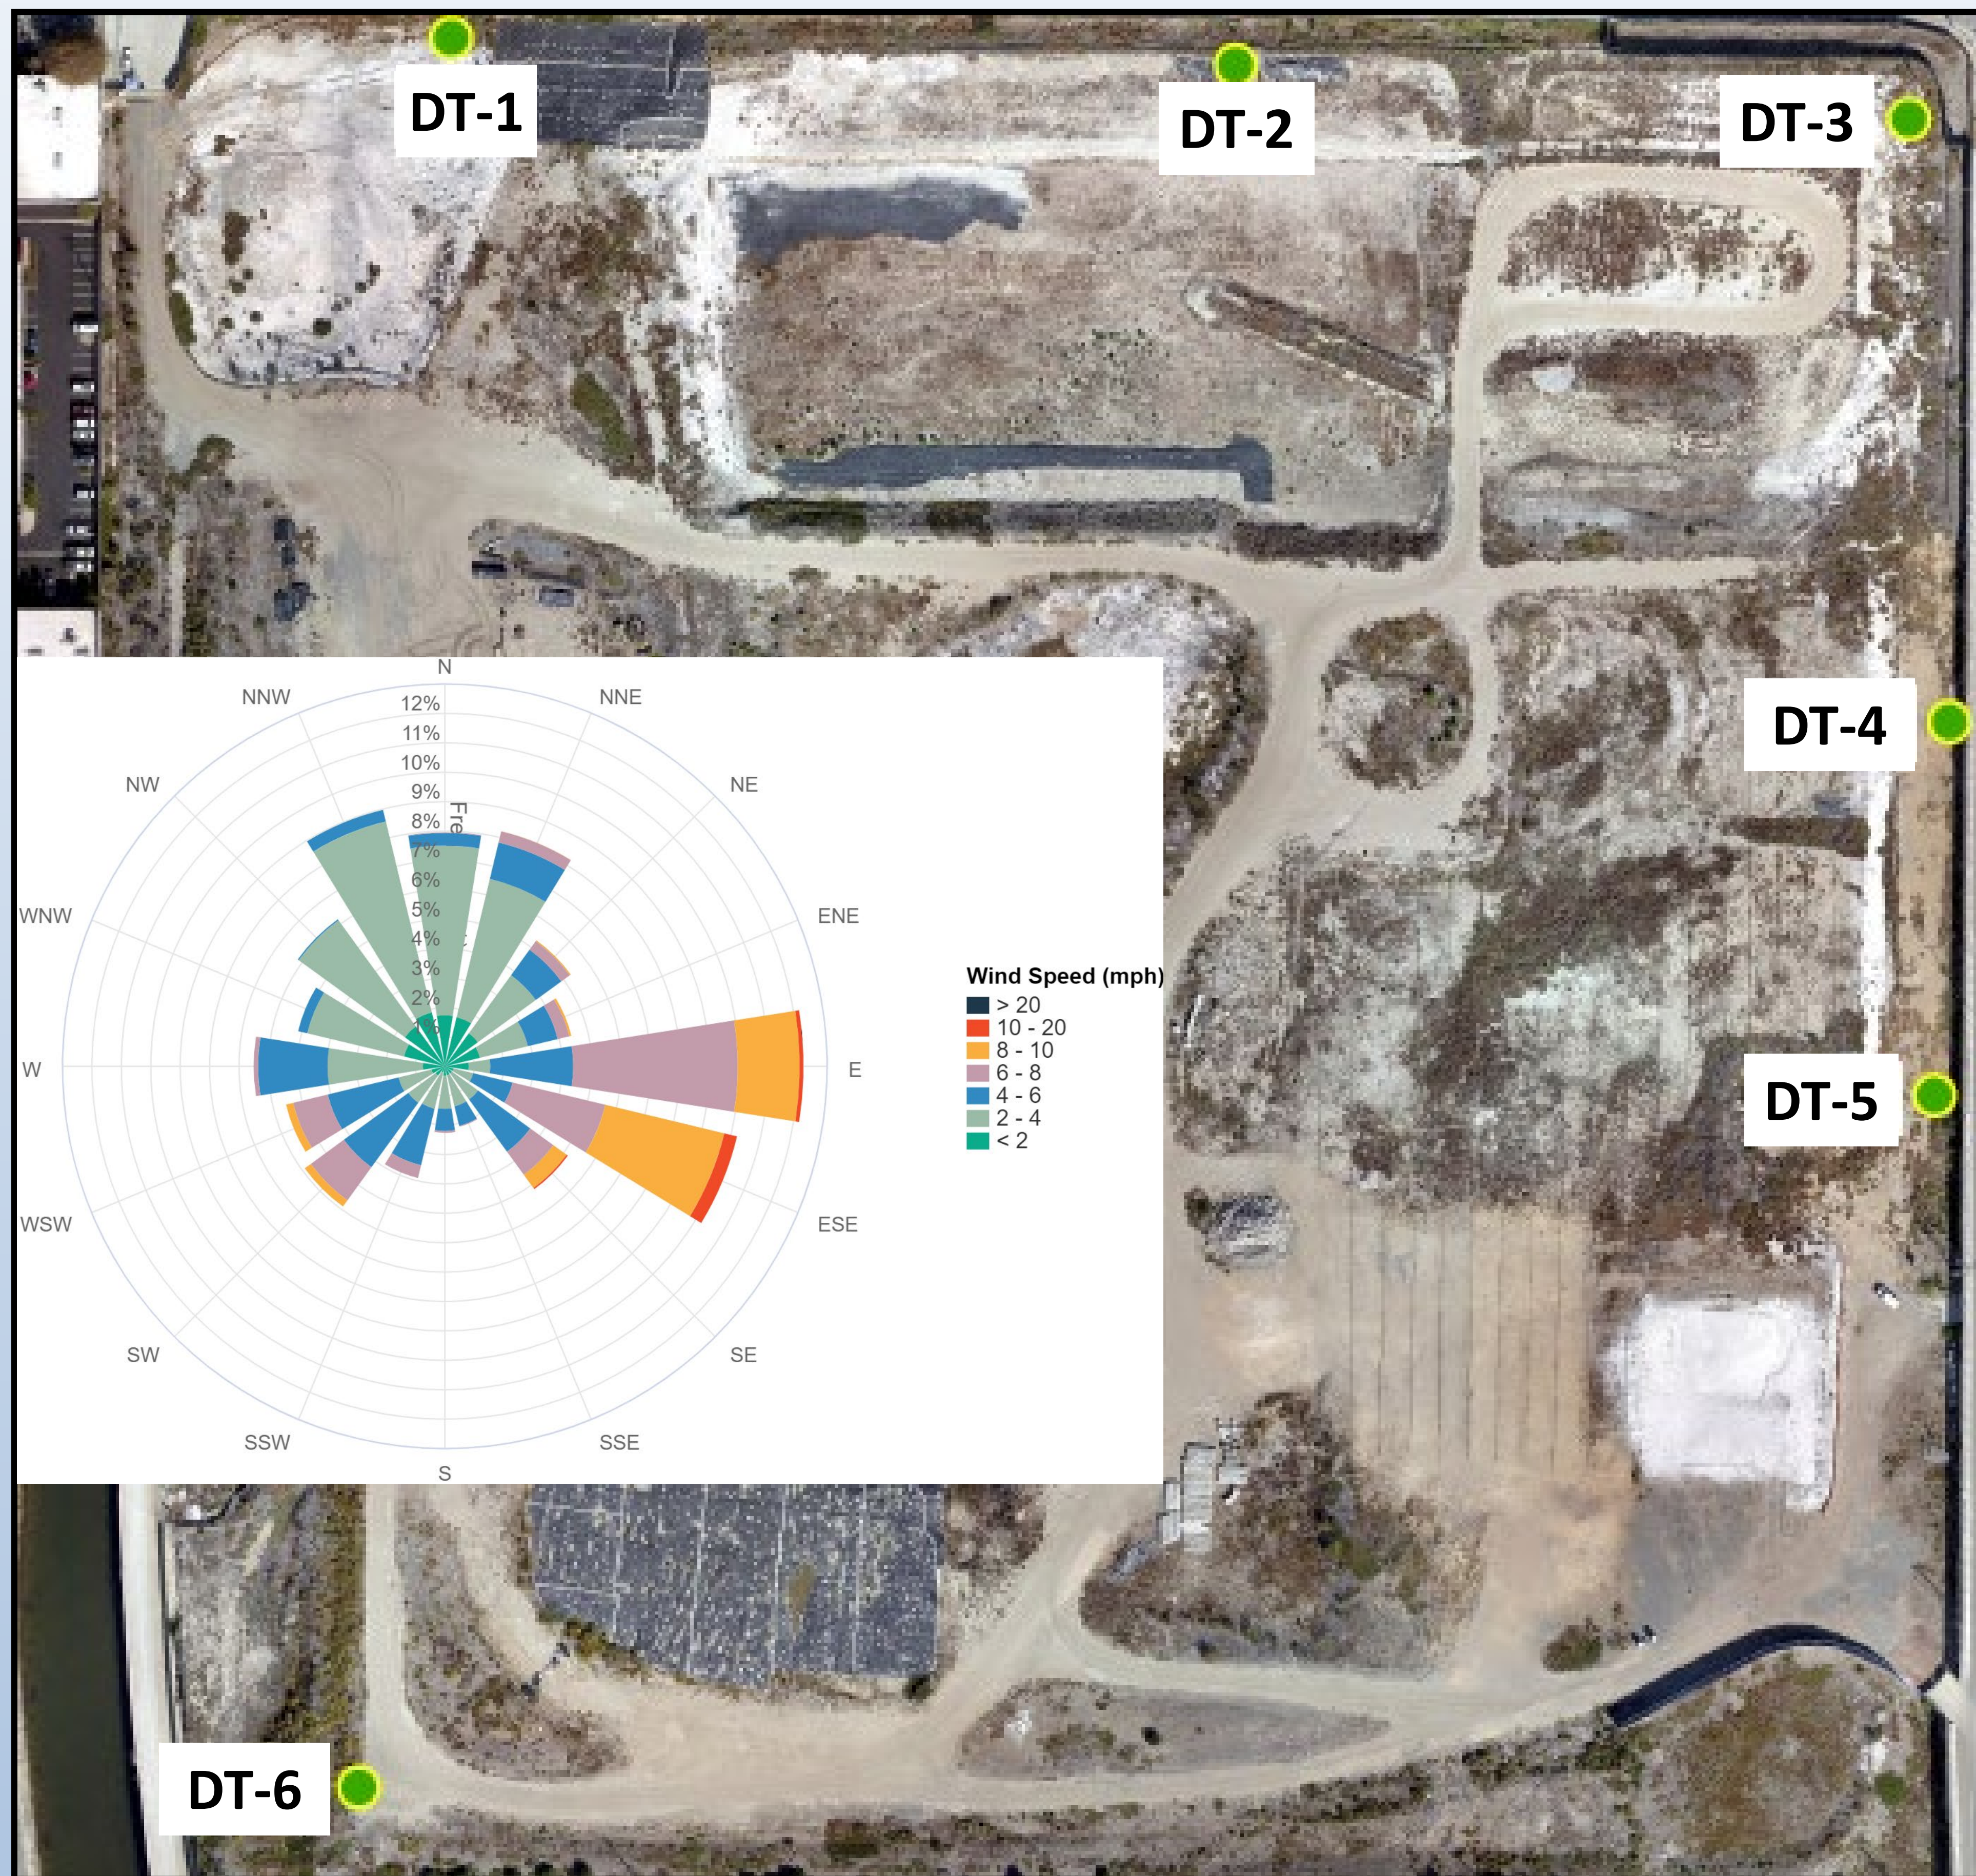 DT-1
DT-2
DT-3
DT-4
DT-5
DT-6
N
NNE
NE
ENE
E
ESE
SE
SSE
S
SSW
SW
WSW
W
WNW
NW
NNW
12%
11%
10%
9%
8%
7%
6%
5%
4%
3%
2%
1%
Fre
Wind Speed (mph)
> 20
10 - 20
8 - 10
6 - 8
4 - 6
2 - 4
< 2